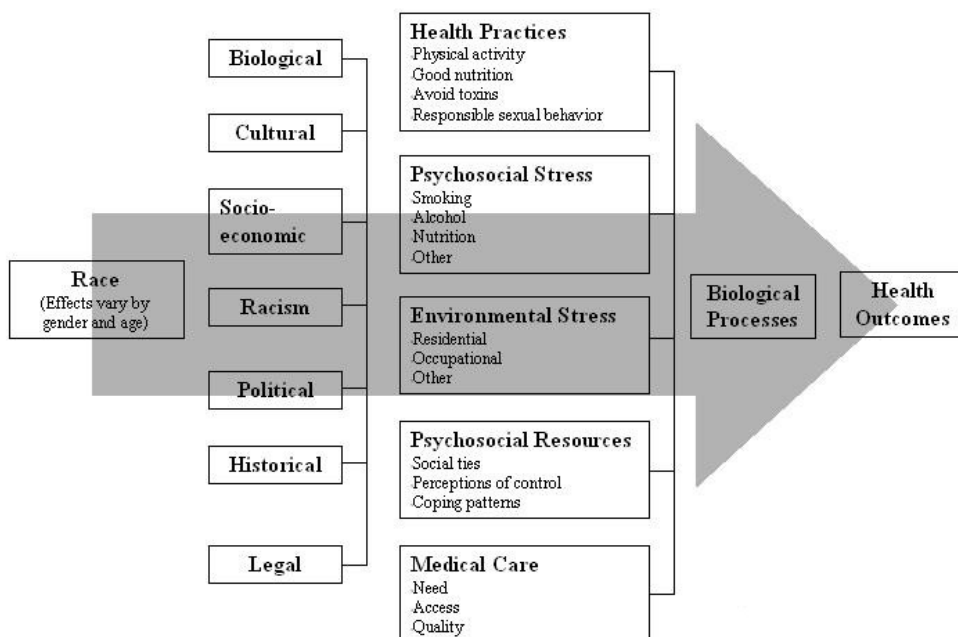 Race
(Effects vary by
gender and age)
Biological
Cultural
Socio-
economic
Racism
Political
Historical
Legal
Health Practices
Physical activity
Good nutrition
Avoid toxins
Responsible sexual behavior
Psychosocial Stress
Smoking
Alcohol
Nutrition
Other
Environmental Stress
Residential
Occupational
Other
Psychosocial Resources
Social ties
Perceptions of control
Coping patterns
Medical Care
Need
Access
Quality
Biological
Processes
Health
Outcomes